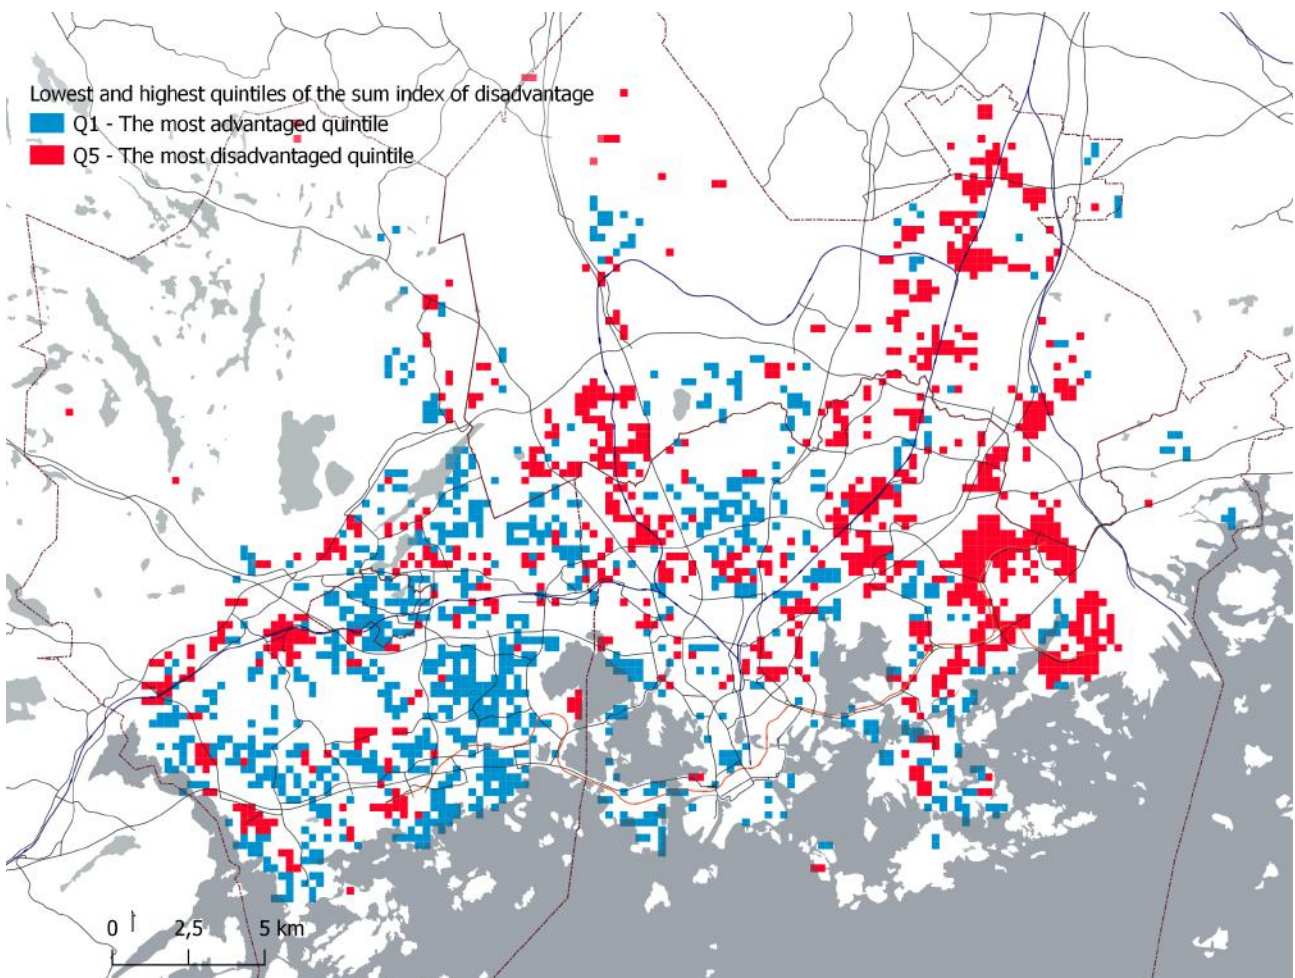 Lowest and highest quintiles of the sum index of disadvantage
Q1 - The most advantaged quintile
Q5 - The most disadvantaged quintile
0 2,5 5 km